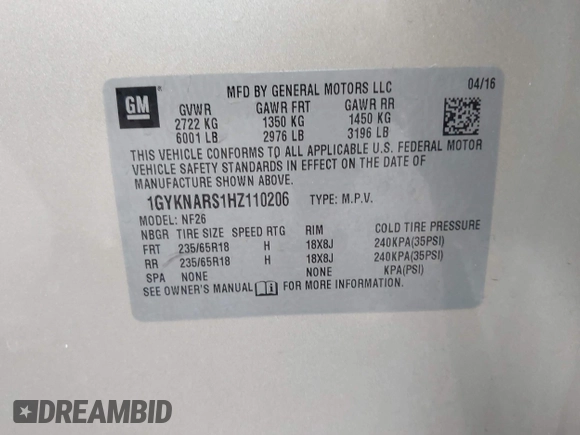 GM
MFD BY GENERAL MOTORS LLC 04/16
GVWR GAWR FRT GAWR RR
2722 KG 1350 KG 1450 KG
6001 LB 2976 LB 3196 LB
THIS VEHICLE CONFORMS TO ALL APPLICABLE U.S. FEDERAL MOTOR
VEHICLE SAFETY STANDARDS IN EFFECT ON THE DATE OF
MANUFACTURE SHOWN ABOVE.
1GYKNARS1HZ110206 TYPE: M.P.V.
MODEL: NF26
NBGR TIRE SIZE SPEED RTG RIM COLD TIRE PRESSURE
FRT 235/65R18 H 18X8J 240KPA(35PSI)
RR 235/65R18 H 18X8J 240KPA(35PSI)
SPA NONE NONE KPA(PSI)
SEE OWNER'S MANUAL FOR MORE INFORMATION.
DREAMBID